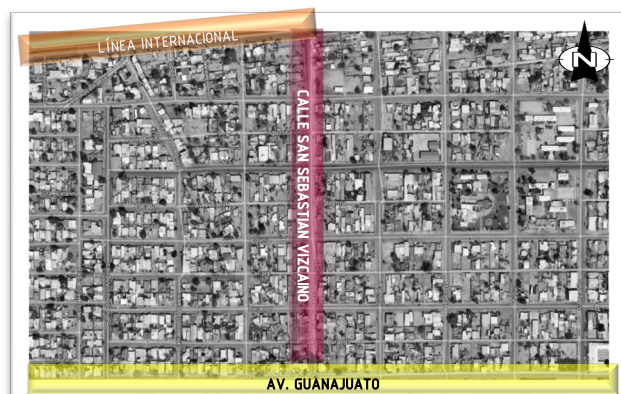 LÍNEA INTERNACIONAL
N
CALLE SAN SEBASTIAN VIZCAINO
AV. GUANAJUATO